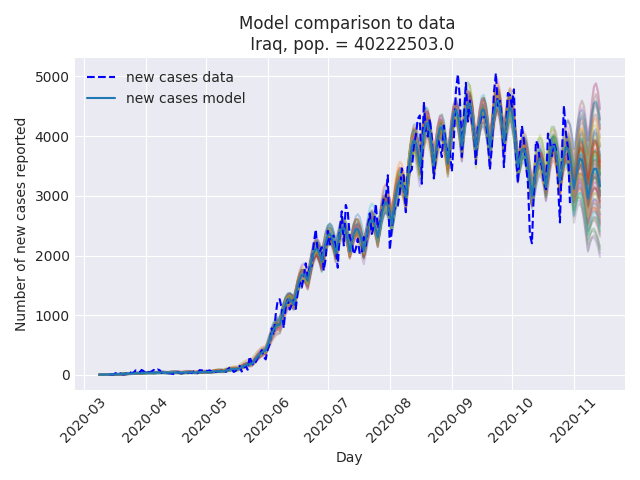 Model comparison to data
Iraq, pop. = 40222503.0
new cases data
new cases model
Number of new cases reported
5000
4000
3000
2000
1000
0
2020-03
2020-04
2020-05
2020-06
2020-07
2020-08
2020-09
2020-10
2020-11
Day